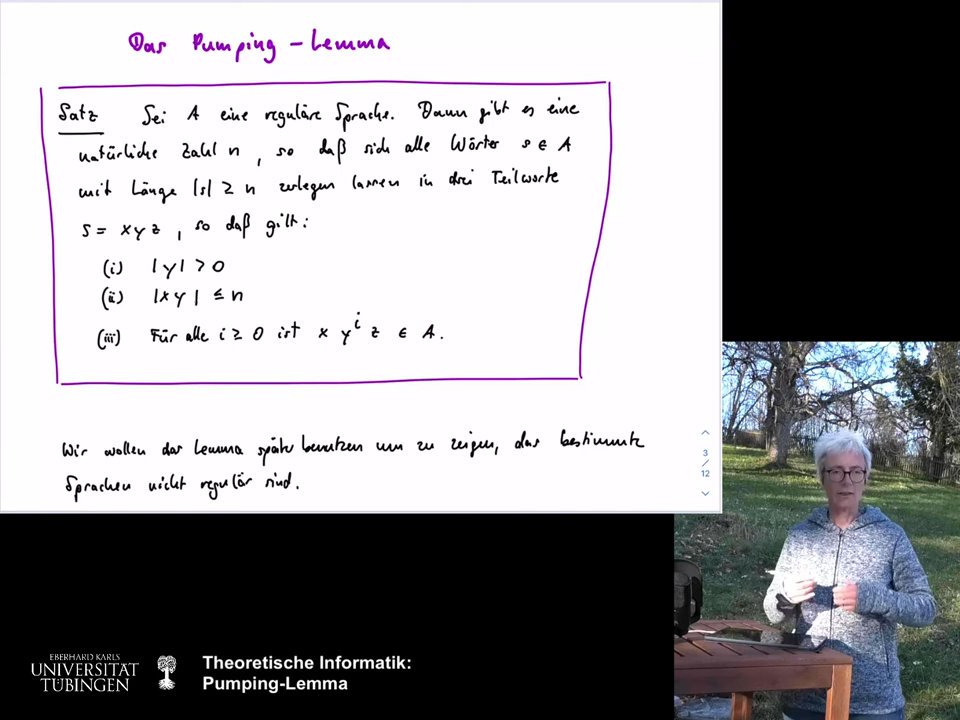 Das Pumping-Lemma
Satz Sei A eine reguläre Sprache. Dann gibt es eine
natürliche Zahl n, so daß sich alle Wörter s ∈ A
mit Länge |s| ≥ n zerlegen lassen in drei Teilworte
s = xyz, so daß gilt:
(i) |y| > 0
(ii) |xy| ≤ n
(iii) Für alle i ≥ 0 ist x yⁱ z ∈ A.
Wir wollen das Lemma später benutzen um zu zeigen, das bestimmte
Sprachen nicht regulär sind.
3
/
12
EBERHARD KARLS
UNIVERSITÄT
TÜBINGEN
Theoretische Informatik:
Pumping-Lemma